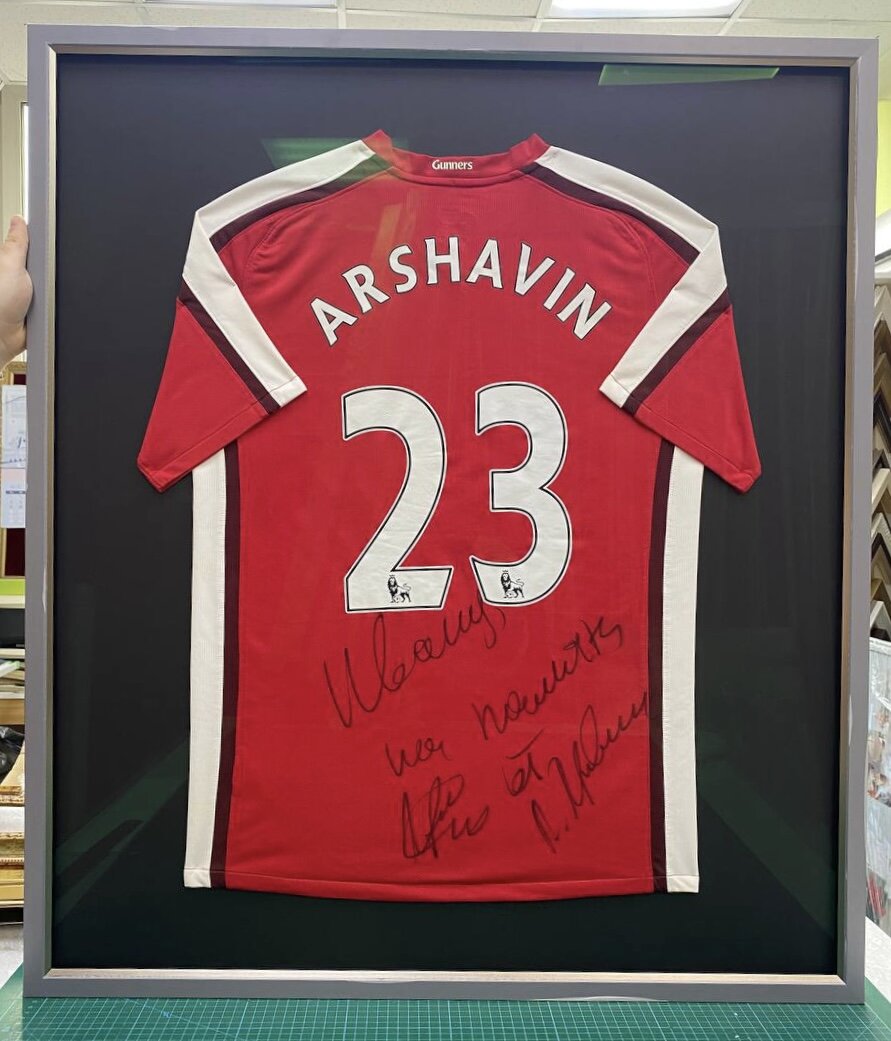 Gunners
ARSHAVIN
23
Ивану,
на память
от